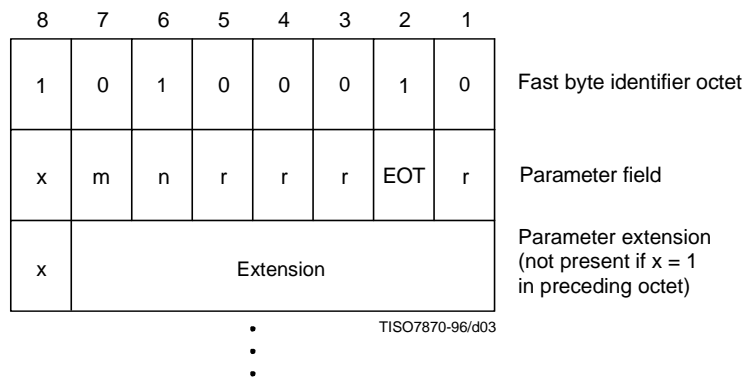 8 7 6 5 4 3 2 1
1 0 1 0 0 0 1 0 Fast byte identifier octet
x m n r r r EOT r Parameter field
x Extension Parameter extension
(not present if x = 1
in preceding octet)
TISO7870-96/d03